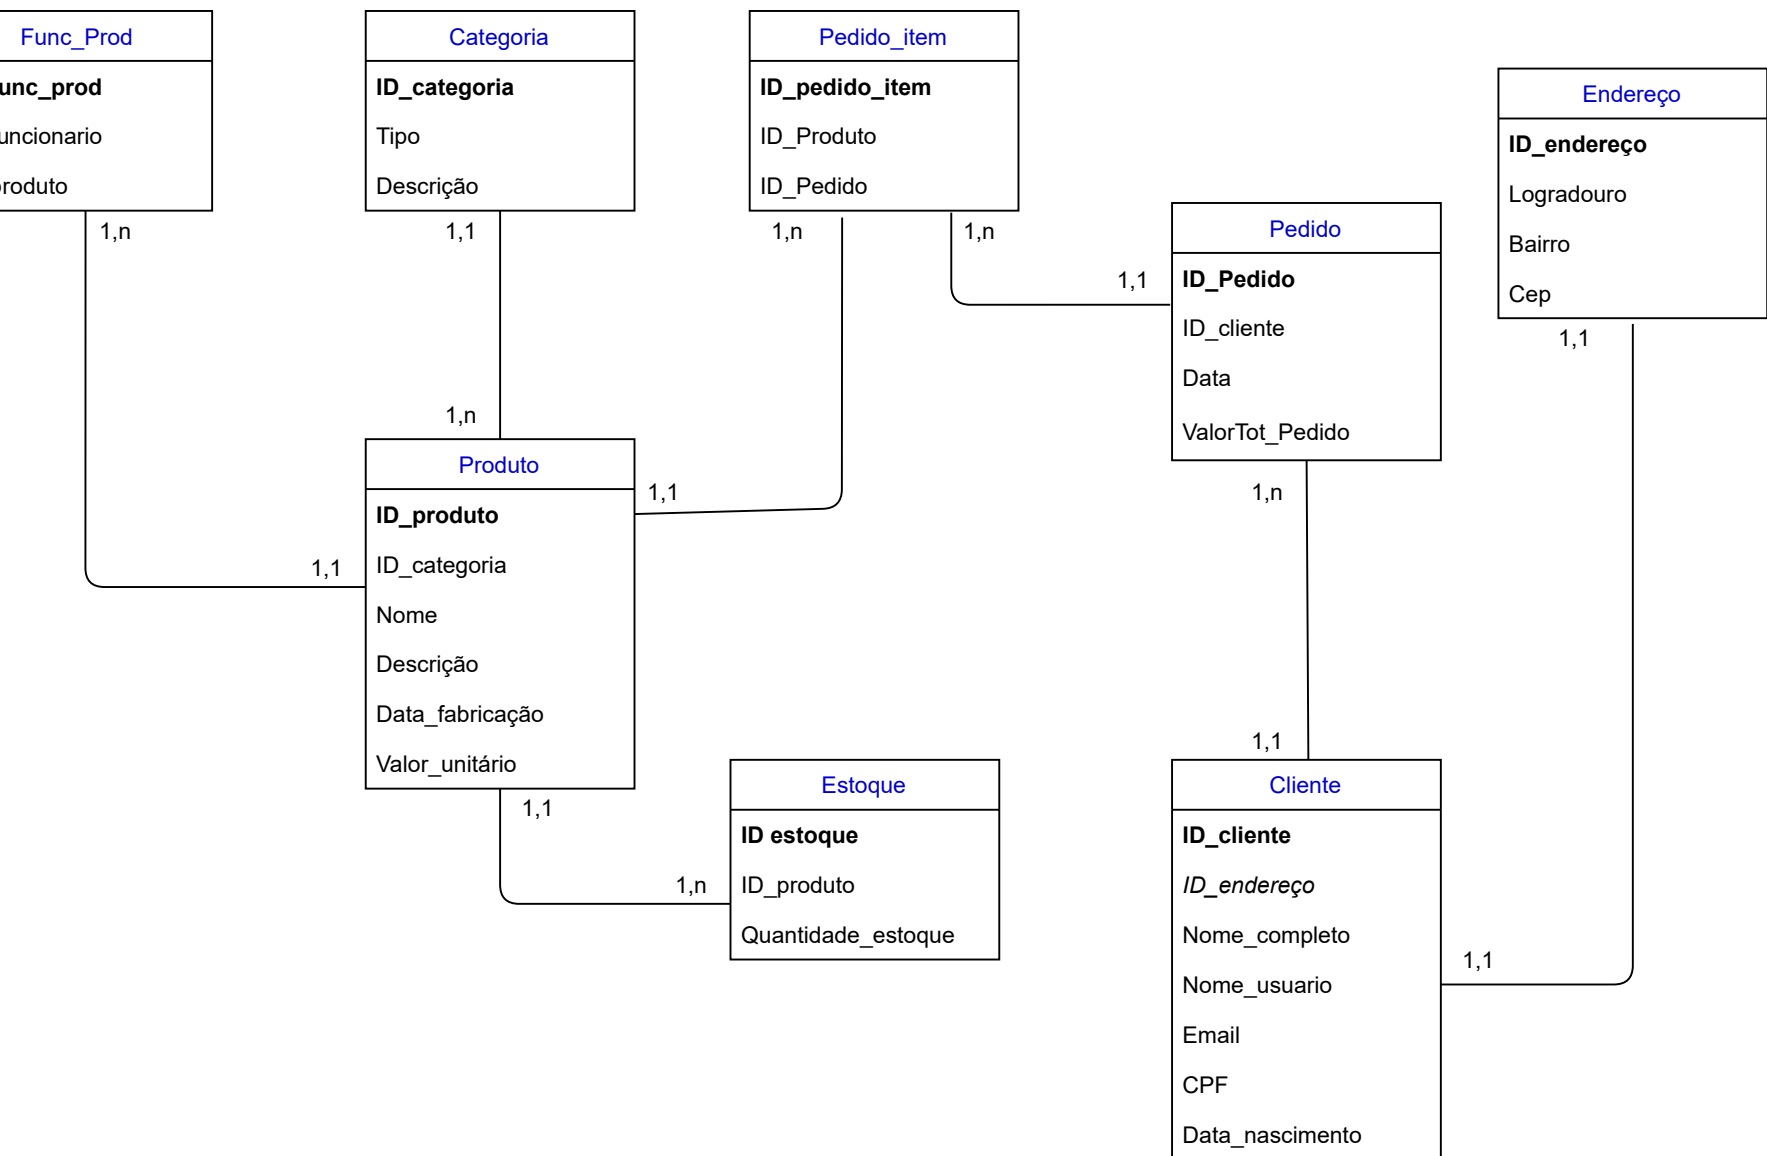 Func_Prod
unc_prod
uncionario
roduto
1,n
Categoria
ID_categoria
Tipo
Descrição
1,1
Pedido_item
ID_pedido_item
ID_Produto
ID_Pedido
1,n
1,n
Endereço
ID_endereço
Logradouro
Bairro
Cep
1,1
Pedido
ID_Pedido
ID_cliente
Data
ValorTot_Pedido
1,1
1,n
1,n
Produto
ID_produto
ID_categoria
Nome
Descrição
Data_fabricação
Valor_unitário
1,1
1,1
1,1
Estoque
ID estoque
ID_produto
Quantidade_estoque
1,n
1,1
Cliente
ID_cliente
ID_endereço
Nome_completo
Nome_usuario
Email
CPF
Data_nascimento
1,1